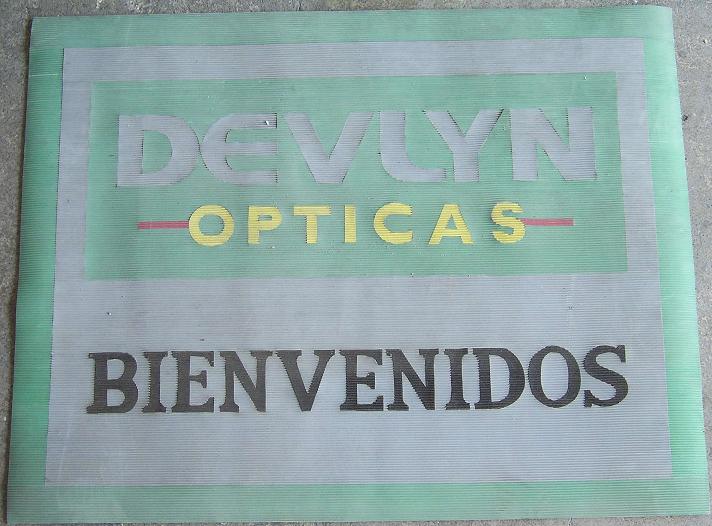 DEVLYN
OPTICAS
BIENVENIDOS